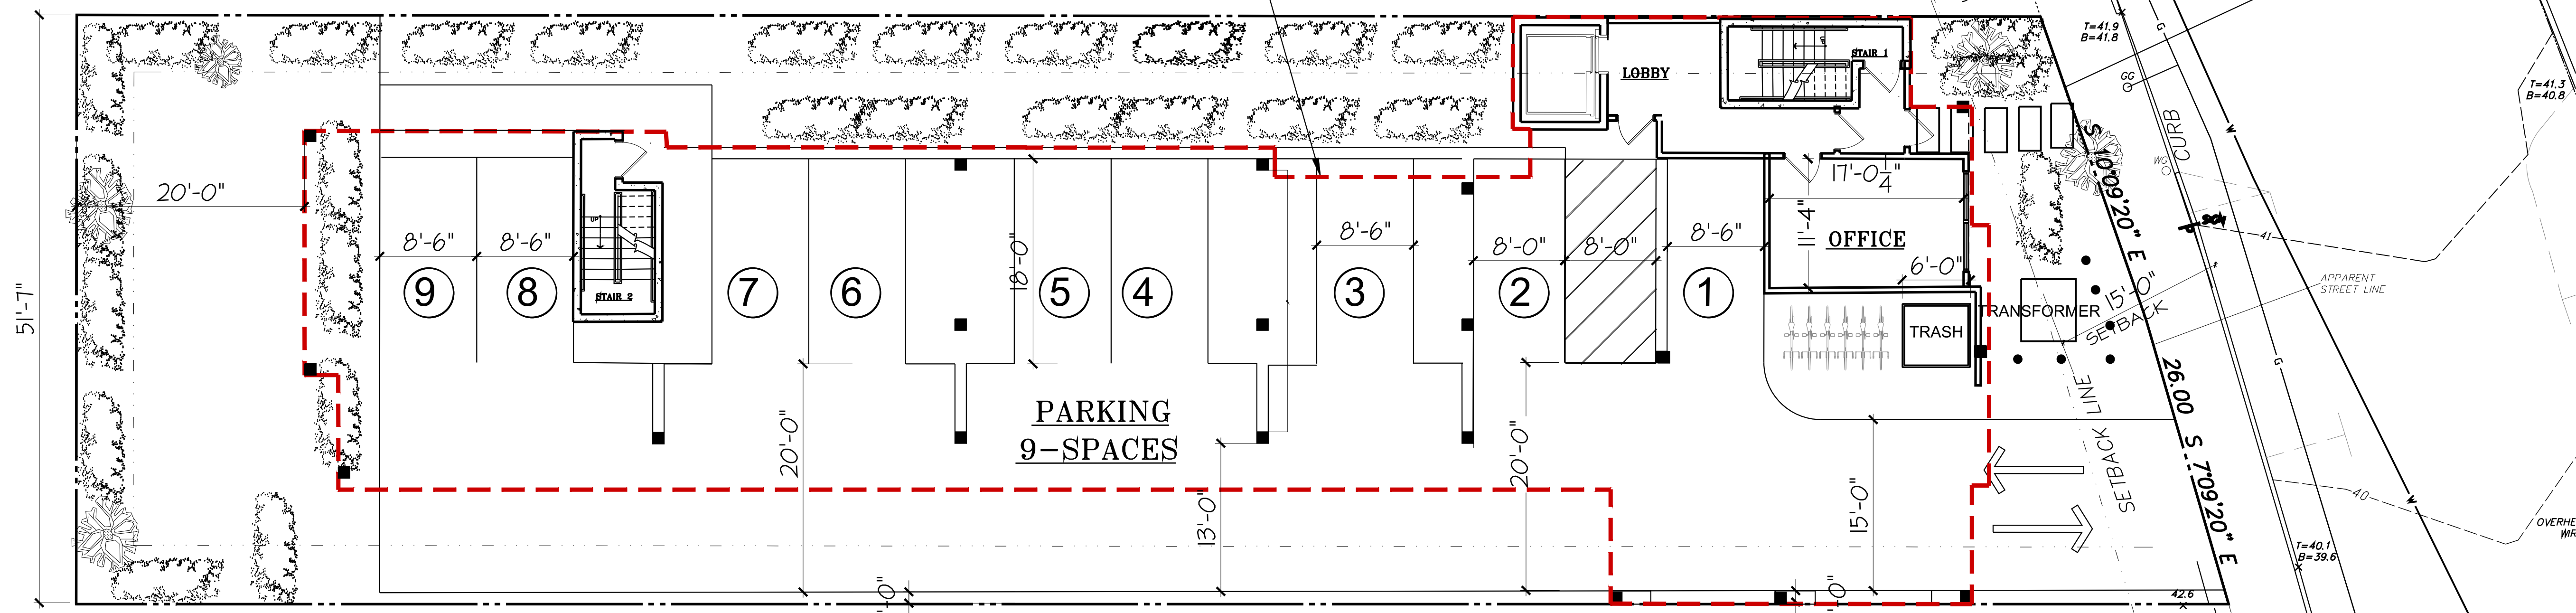 51'-7"
20'-0"
8'-6"
8'-6"
9
8
UP
STAIR 2
7
6
18'-0"
5
4
8'-6"
3
8'-0"
2
8'-0"
8'-6"
1
LOBBY
STAIR 1
17'-0 1/4"
11'-4"
OFFICE
6'-0"
TRASH
TRANSFORMER
15'-0"
SETBACK
PARKING
9-SPACES
20'-0"
13'-0"
20'-0"
15'-0"
SETBACK LINE
S 10°09'20" E
26.00 S 7°09'20" E
T=41.9
B=41.8
G
GG
CURB
WG
W
T=41.3
B=40.8
41
APPARENT
STREET LINE
G
W
40
T=40.1
B=39.6
42.6